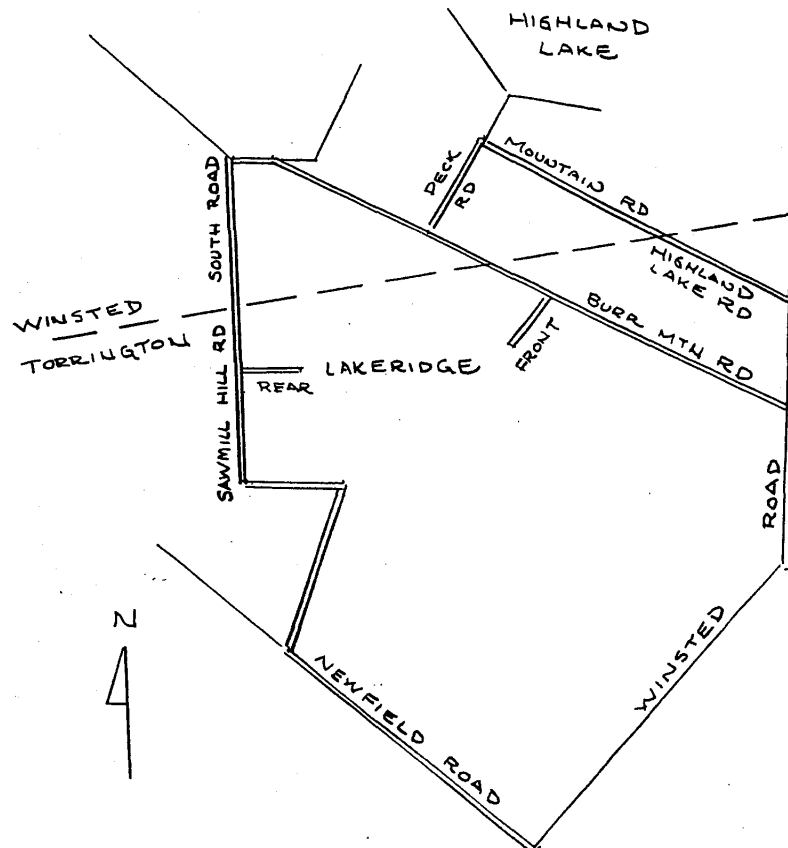 HIGHLAND
LAKE
MOUNTAIN RD
DECK
RD
SOUTH ROAD
HIGHLAND
LAKE RD
WINSTED
TORRINGTON
BURR MTN RD
FRONT
LAKERIDGE
REAR
SAWMILL HILL RD
ROAD
WINSTED
N
NEWFIELD ROAD